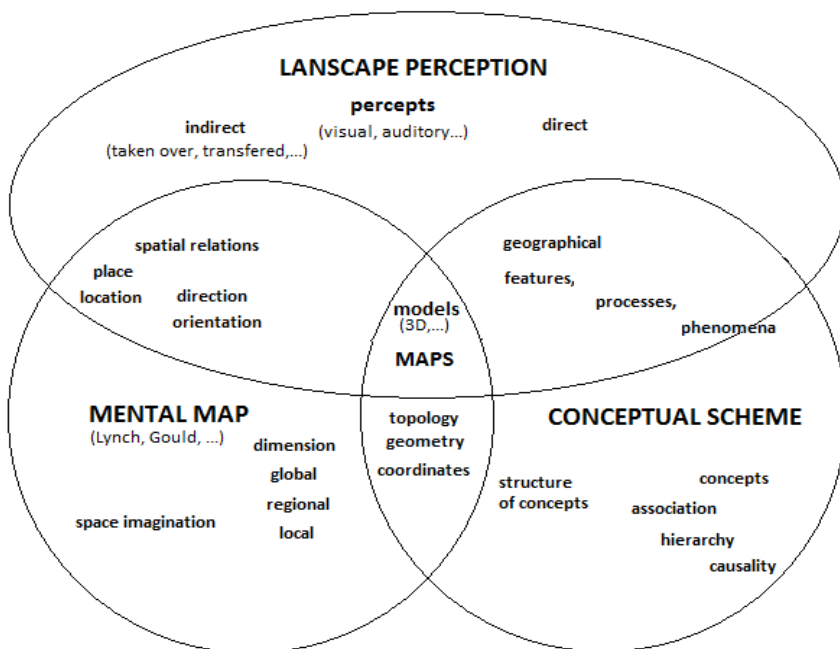 LANSCAPE PERCEPTION
percepts
(visual, auditory...)
indirect
(taken over, transfered,...)
direct
spatial relations
place
location
direction
orientation
geographical
features,
processes,
phenomena
models
(3D,...)
MAPS
MENTAL MAP
(Lynch, Gould, ...)
dimension
global
regional
local
space imagination
topology
geometry
coordinates
CONCEPTUAL SCHEME
structure
of concepts
concepts
association
hierarchy
causality